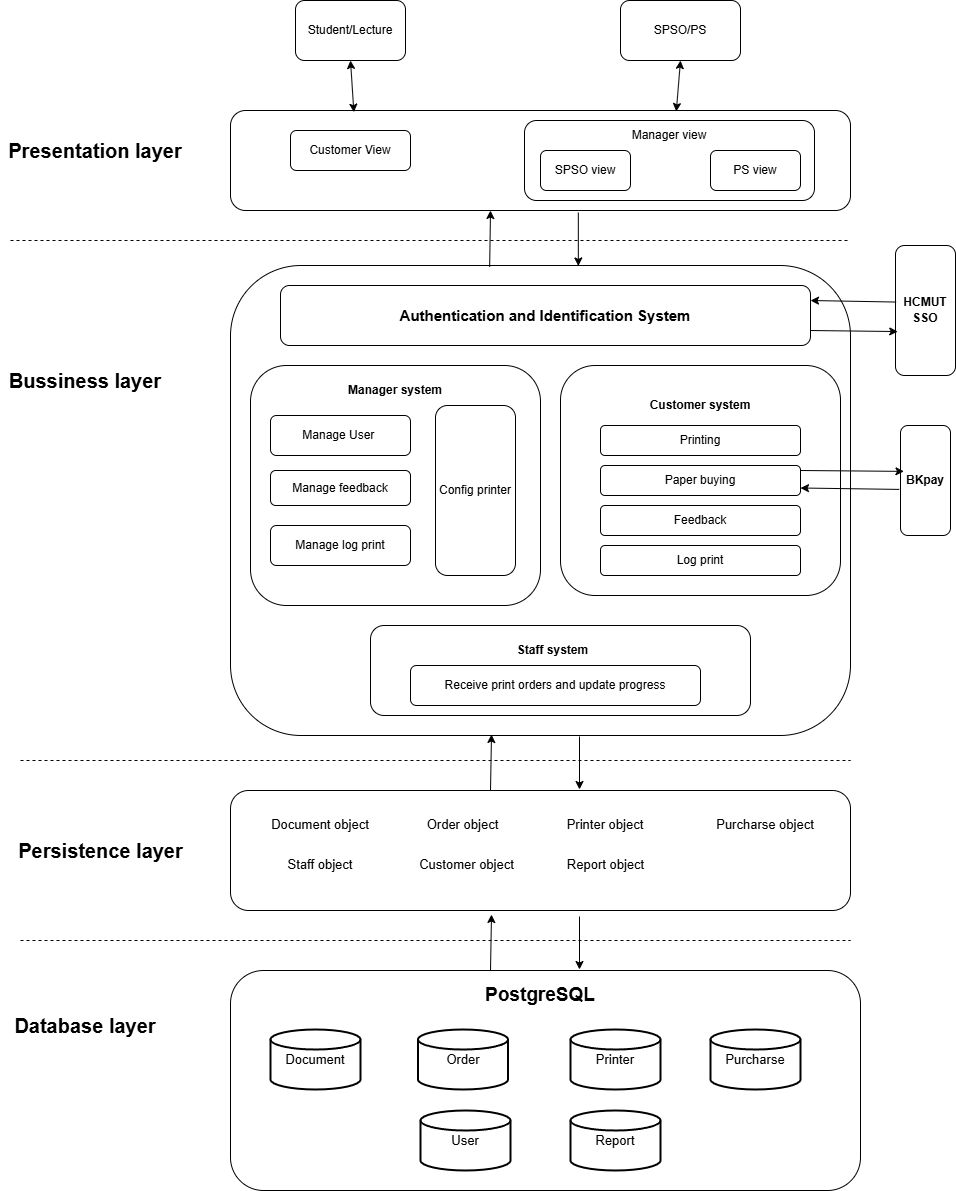 Student/Lecture
SPSO/PS
Presentation layer
Customer View
Manager view
SPSO view
PS view
Bussiness layer
Authentication and Identification System
HCMUT
SSO
Manager system
Manage User
Manage feedback
Manage log print
Config printer
Customer system
Printing
Paper buying
Feedback
Log print
BKpay
Staff system
Receive print orders and update progress
Persistence layer
Document object
Order object
Printer object
Purcharse object
Staff object
Customer object
Report object
Database layer
PostgreSQL
Document
Order
Printer
Purcharse
User
Report